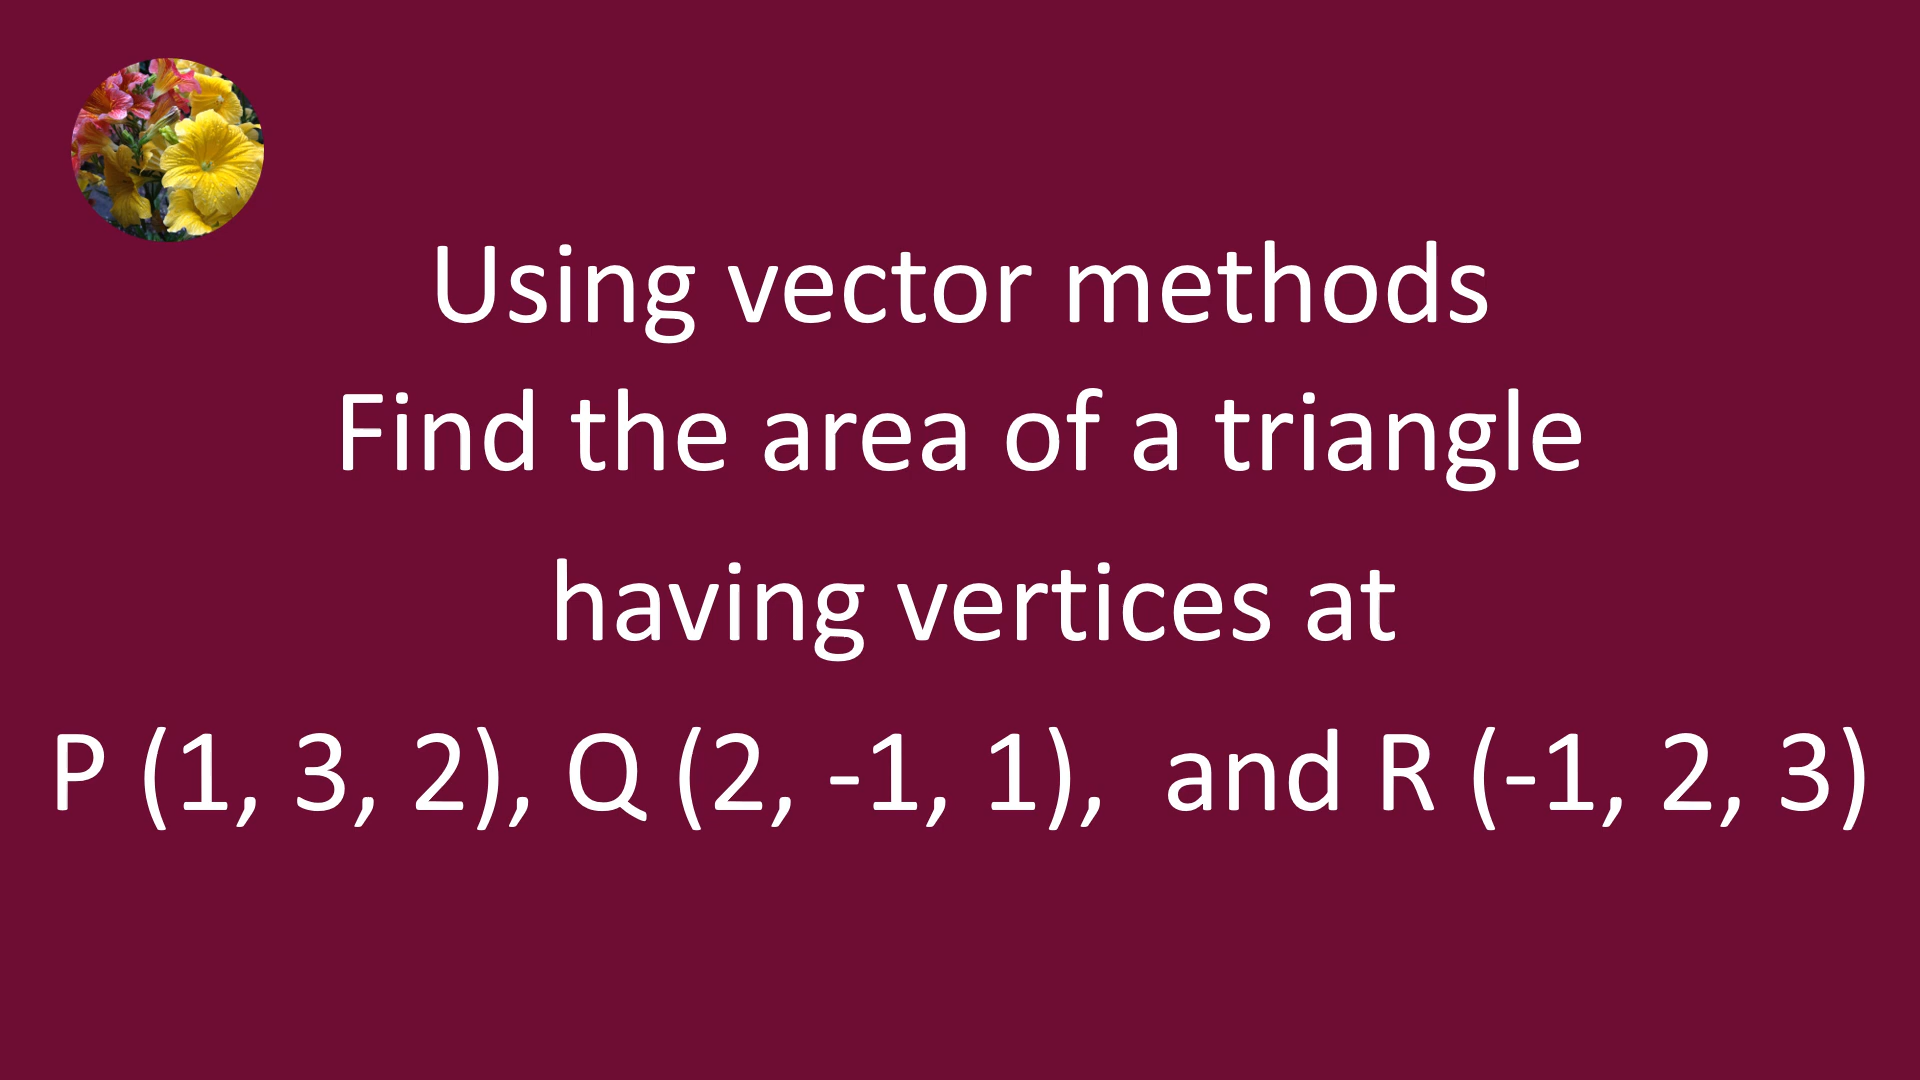 Using vector methods
Find the area of a triangle
having vertices at
P (1, 3, 2), Q (2, -1, 1),  and R (-1, 2, 3)